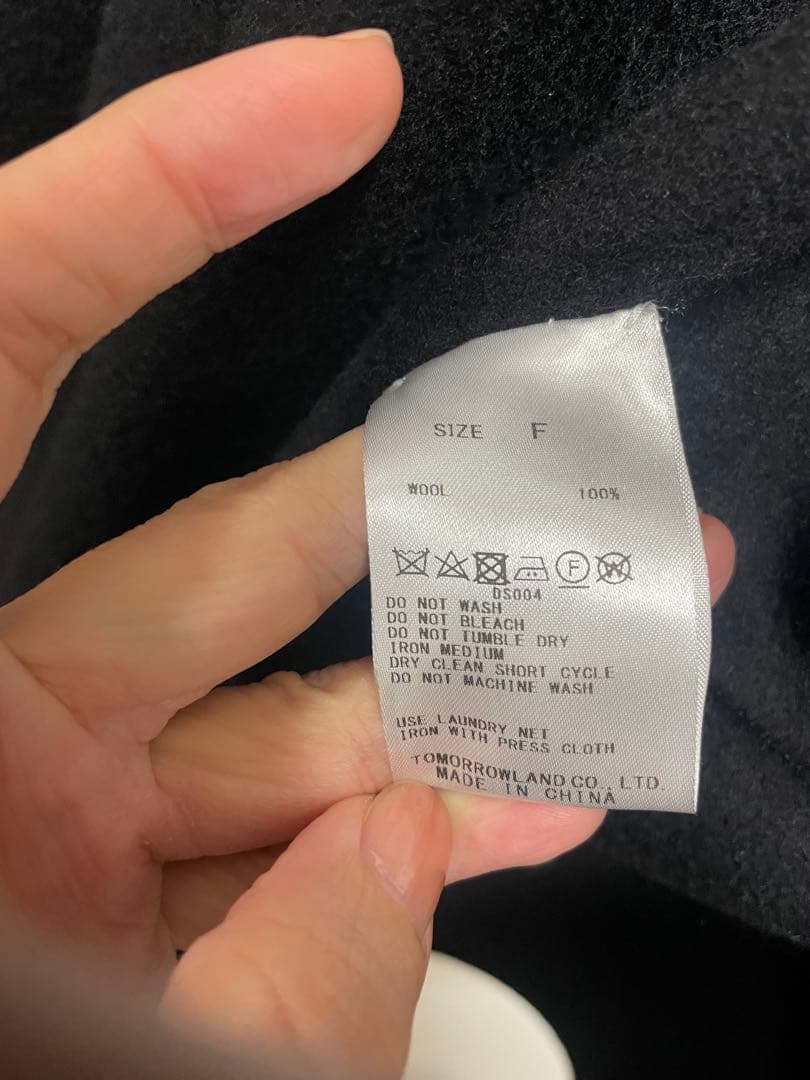 SIZE F
WOOL 100%
F W
DS004
DO NOT WASH
DO NOT BLEACH
DO NOT TUMBLE DRY
IRON MEDIUM
DRY CLEAN SHORT CYCLE
DO NOT MACHINE WASH
USE LAUNDRY NET
IRON WITH PRESS CLOTH
TOMORROWLAND CO., LTD.
MADE IN CHINA